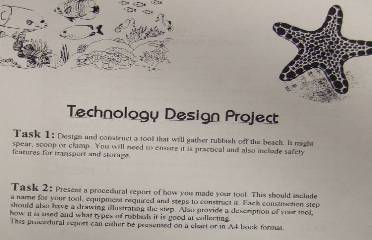 Technology Design Project
Task 1: Design and construct a tool that will gather rubbish off the beach. It might
spear, scoop or clamp. You will need to ensure it is practical and also include safety
features for transport and storage.
Task 2: Present a procedural report of how you made your tool. This should include
a name for your tool, equipment required and steps to construct it. Each construction step
should also have a drawing illustrating the step. Also provide a description of your tool,
how it is used and what types of rubbish it is good at collecting.
This procedural report can either be presented on a chart or in A4 book format.